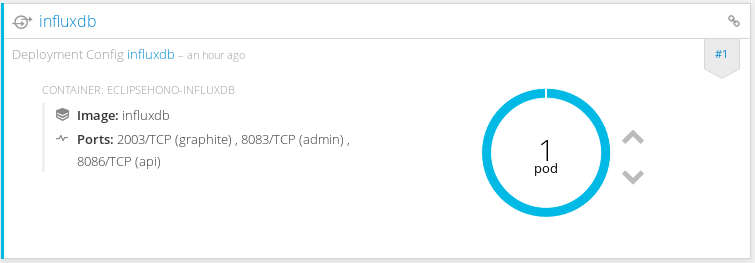 influxdb
Deployment Config influxdb – an hour ago
#1
CONTAINER: ECLIPSEHONO-INFLUXDB
Image: influxdb
Ports: 2003/TCP (graphite) , 8083/TCP (admin) ,
8086/TCP (api)
1
pod